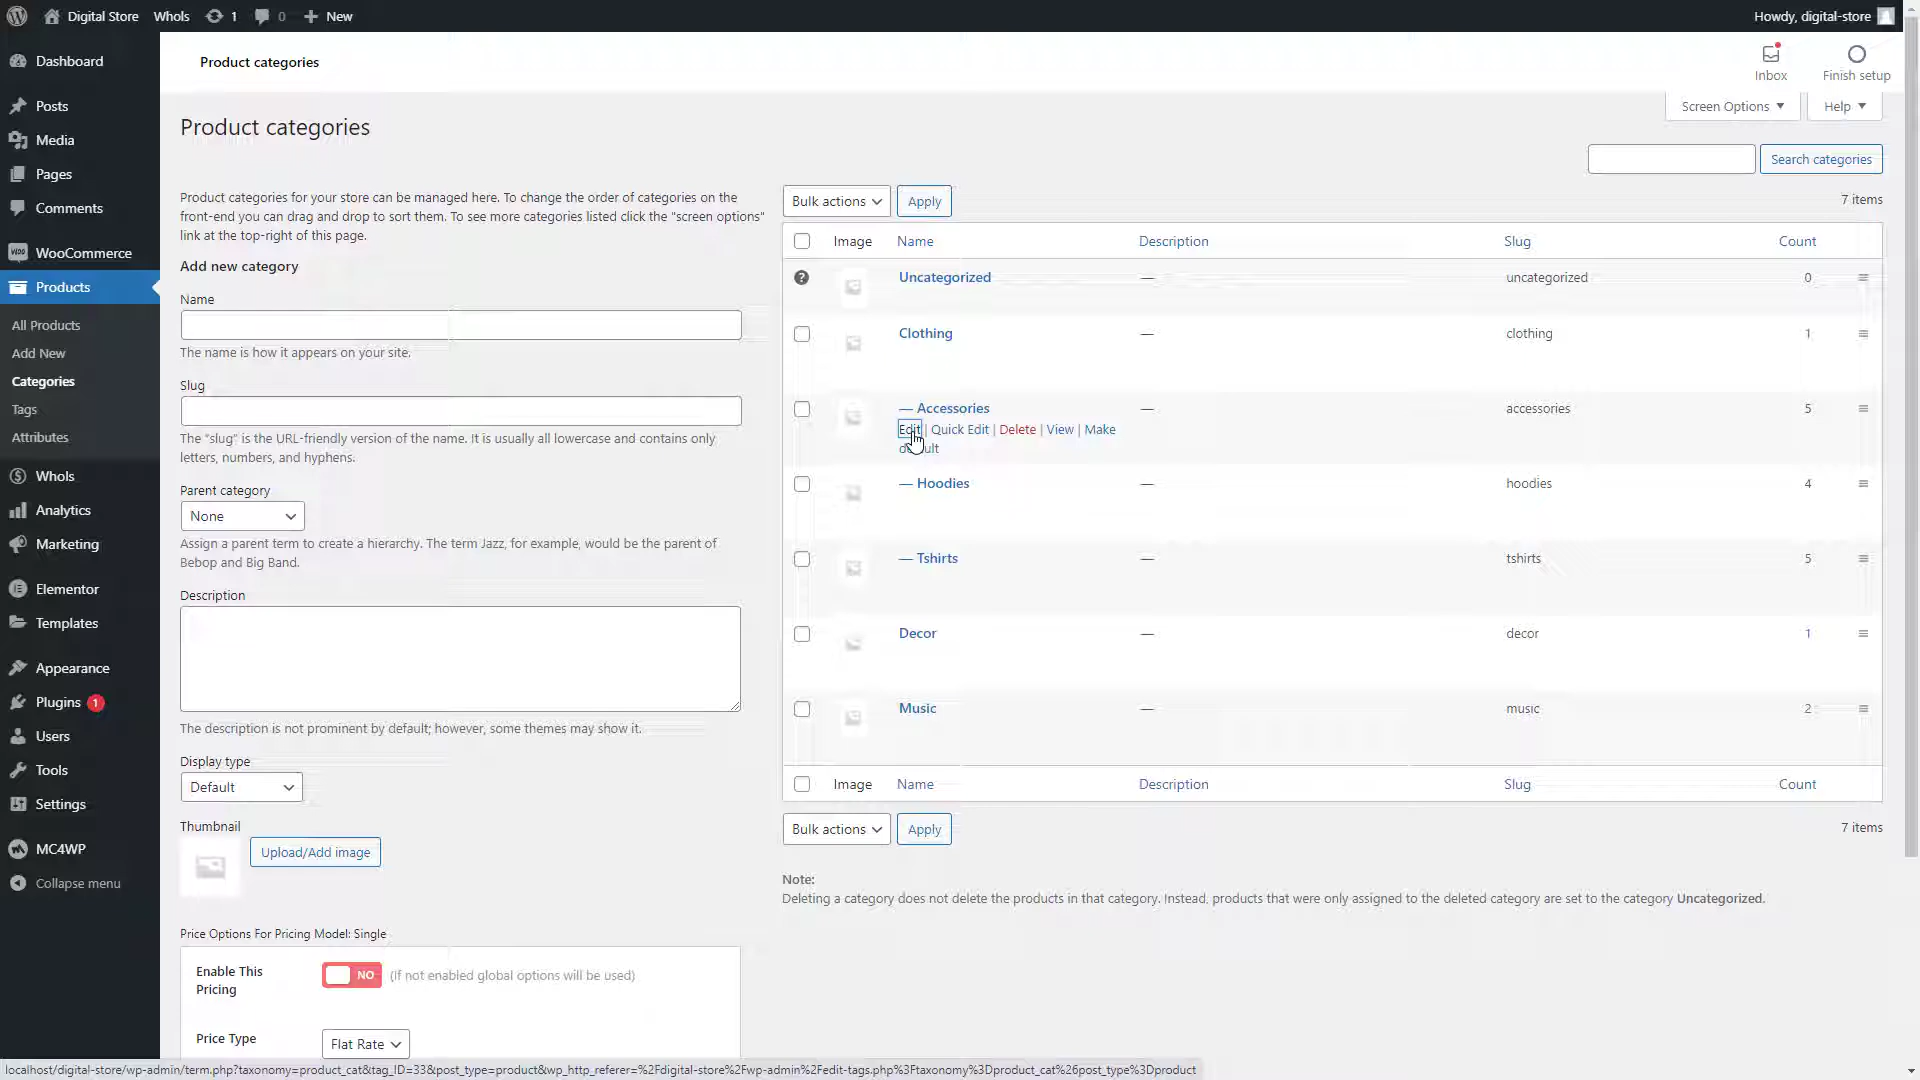 Digital Store Whols 1 0 New Howdy, digital-store
Dashboard
Posts
Media
Pages
Comments
WooCommerce
Products
All Products
Add New
Categories
Tags
Attributes
Whols
Analytics
Marketing
Elementor
Templates
Appearance
Plugins 1
Users
Tools
Settings
MC4WP
Collapse menu
Product categories
Inbox
Finish setup
Screen Options
Help
Product categories
Search categories
Product categories for your store can be managed here. To change the order of categories on the
front-end you can drag and drop to sort them. To see more categories listed click the "screen options"
link at the top-right of this page.
Add new category
Name
The name is how it appears on your site.
Slug
The “slug” is the URL-friendly version of the name. It is usually all lowercase and contains only
letters, numbers, and hyphens.
Parent category
None
Assign a parent term to create a hierarchy. The term Jazz, for example, would be the parent of
Bebop and Big Band.
Description
The description is not prominent by default; however, some themes may show it.
Display type
Default
Thumbnail
Upload/Add image
Price Options For Pricing Model: Single
Enable This
Pricing
NO (If not enabled global options will be used)
Price Type
Flat Rate
Bulk actions Apply 7 items
Image Name Description Slug Count
? Uncategorized — uncategorized 0
Clothing — clothing 1
— Accessories — accessories 5
Edit | Quick Edit | Delete | View | Make
— Hoodies — hoodies 4
— Tshirts — tshirts 5
Decor — decor 1
Music — music 2
Image Name Description Slug Count
Bulk actions Apply 7 items
Note:
Deleting a category does not delete the products in that category. Instead, products that were only assigned to the deleted category are set to the category Uncategorized.
localhost/digital-store/wp-admin/term.php?taxonomy=product_cat&tag_ID=33&post_type=product&wp_http_referer=%2Fdigital-store%2Fwp-admin%2Fedit-tags.php%3Ftaxonomy%3Dproduct_cat%26post_type%3Dproduct